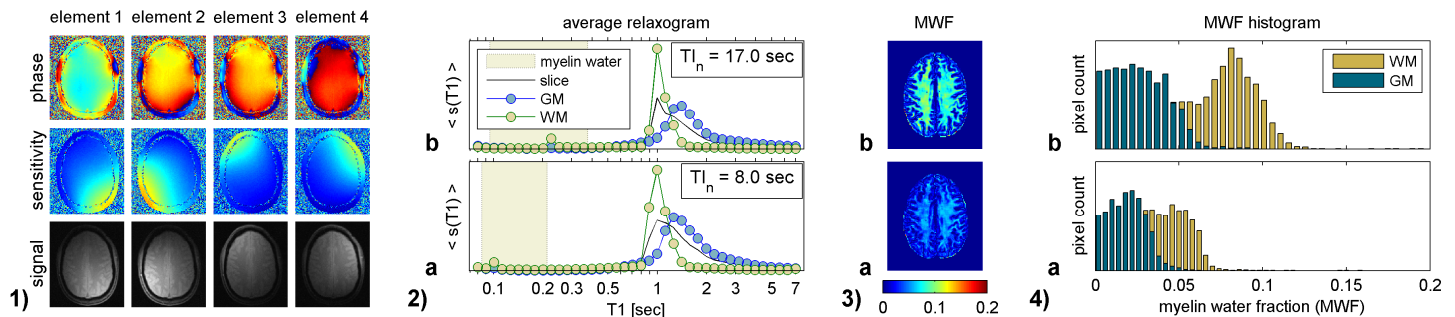 element 1 element 2 element 3 element 4
phase
sensitivity
signal
1)
average relaxogram
< s(T1) >
TIn = 17.0 sec
myelin water
slice
GM
WM
b
< s(T1) >
TIn = 8.0 sec
a
0.1 0.2 0.3 0.5 1 2 3 5 7
T1 [sec]
2)
MWF
b
a
0 0.1 0.2
3)
MWF histogram
pixel count
WM
GM
b
pixel count
a
0 0.05 0.1 0.15 0.2
myelin water fraction (MWF)
4)